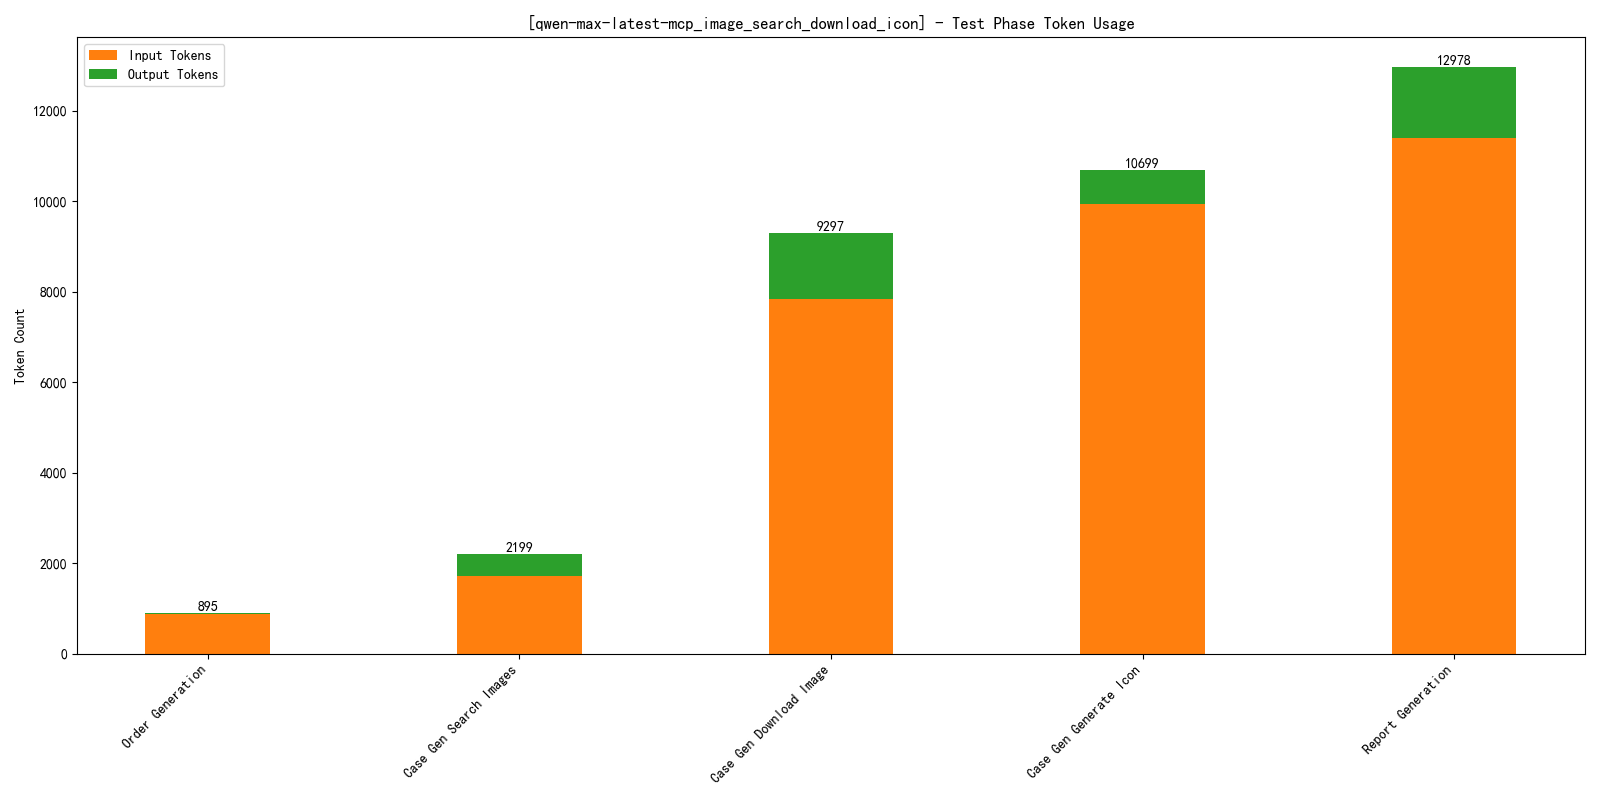 [qwen-max-latest-mcp_image_search_download_icon] - Test Phase Token Usage
Input Tokens
Output Tokens
Token Count
12000
10000
8000
6000
4000
2000
0
895
2199
9297
10699
12978
Order Generation
Case Gen Search Images
Case Gen Download Image
Case Gen Generate Icon
Report Generation